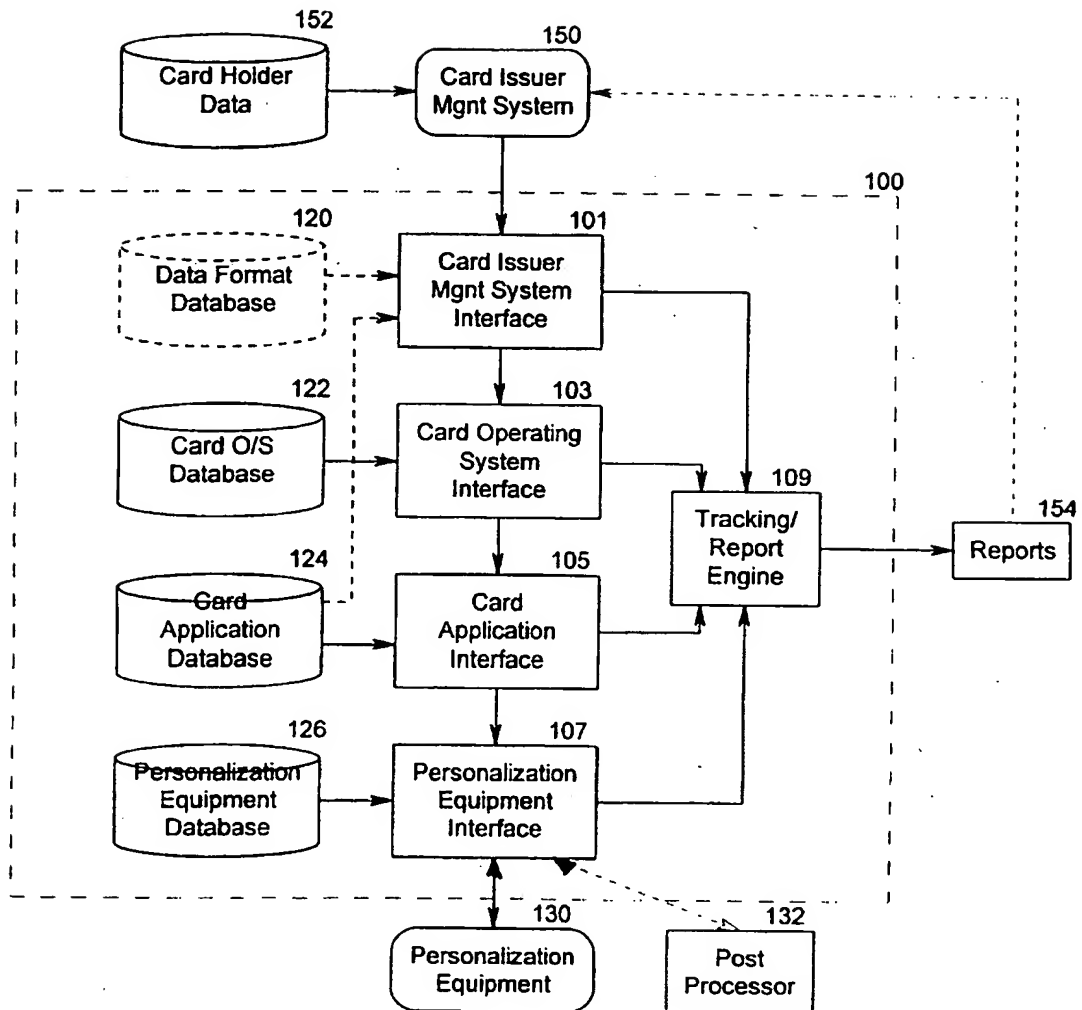 152
Card Holder
Data
150
Card Issuer
Mgnt System
100
120
Data Format
Database
101
Card Issuer
Mgnt System
Interface
122
Card O/S
Database
103
Card Operating
System
Interface
109
Tracking/
Report
Engine
154
Reports
124
Card
Application
Database
105
Card
Application
Interface
126
Personalization
Equipment
Database
107
Personalization
Equipment
Interface
130
Personalization
Equipment
132
Post
Processor